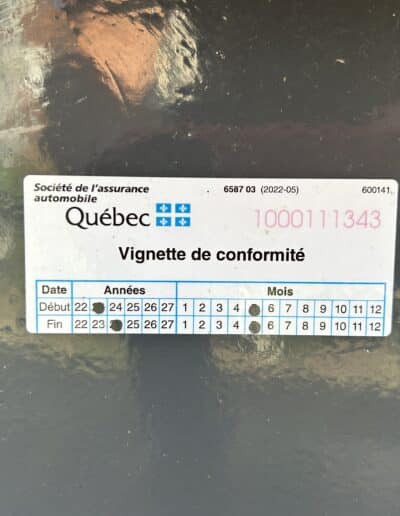 Société de l'assurance
automobile
Québec
6587 03 (2022-05)
600141
1000111343
Vignette de conformité
Date Années Mois
Début 22 24 25 26 27 1 2 3 4 6 7 8 9 10 11 12
Fin 22 23 25 26 27 1 2 3 4 6 7 8 9 10 11 12